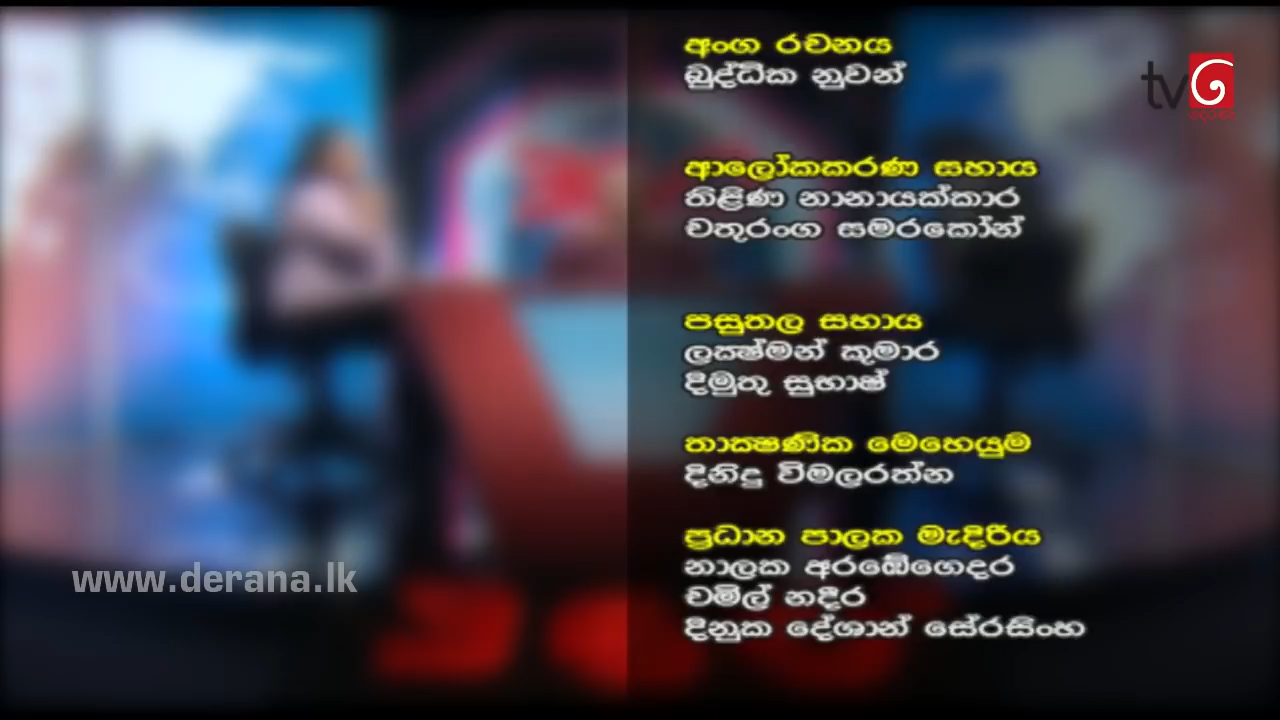 අංග රචනය
බුද්ධික නුවන්
tv
දෙරණ
ආලෝකකරණ සහාය
තිළිණ නානායක්කාර
චතුරංග සමරකෝන්
පසුතල සහාය
ලක්‍ෂ්මන් කුමාර
දිමුතු සුභාෂ්
තාක්‍ෂණික මෙහෙයුම
දිනිදු විමලරත්න
ප්‍රධාන පාලක මැදිරිය
නාලක අරඹේගෙදර
චමිල් නදීර
දිනුක දේශාන් සේරසිංහ
www.derana.lk